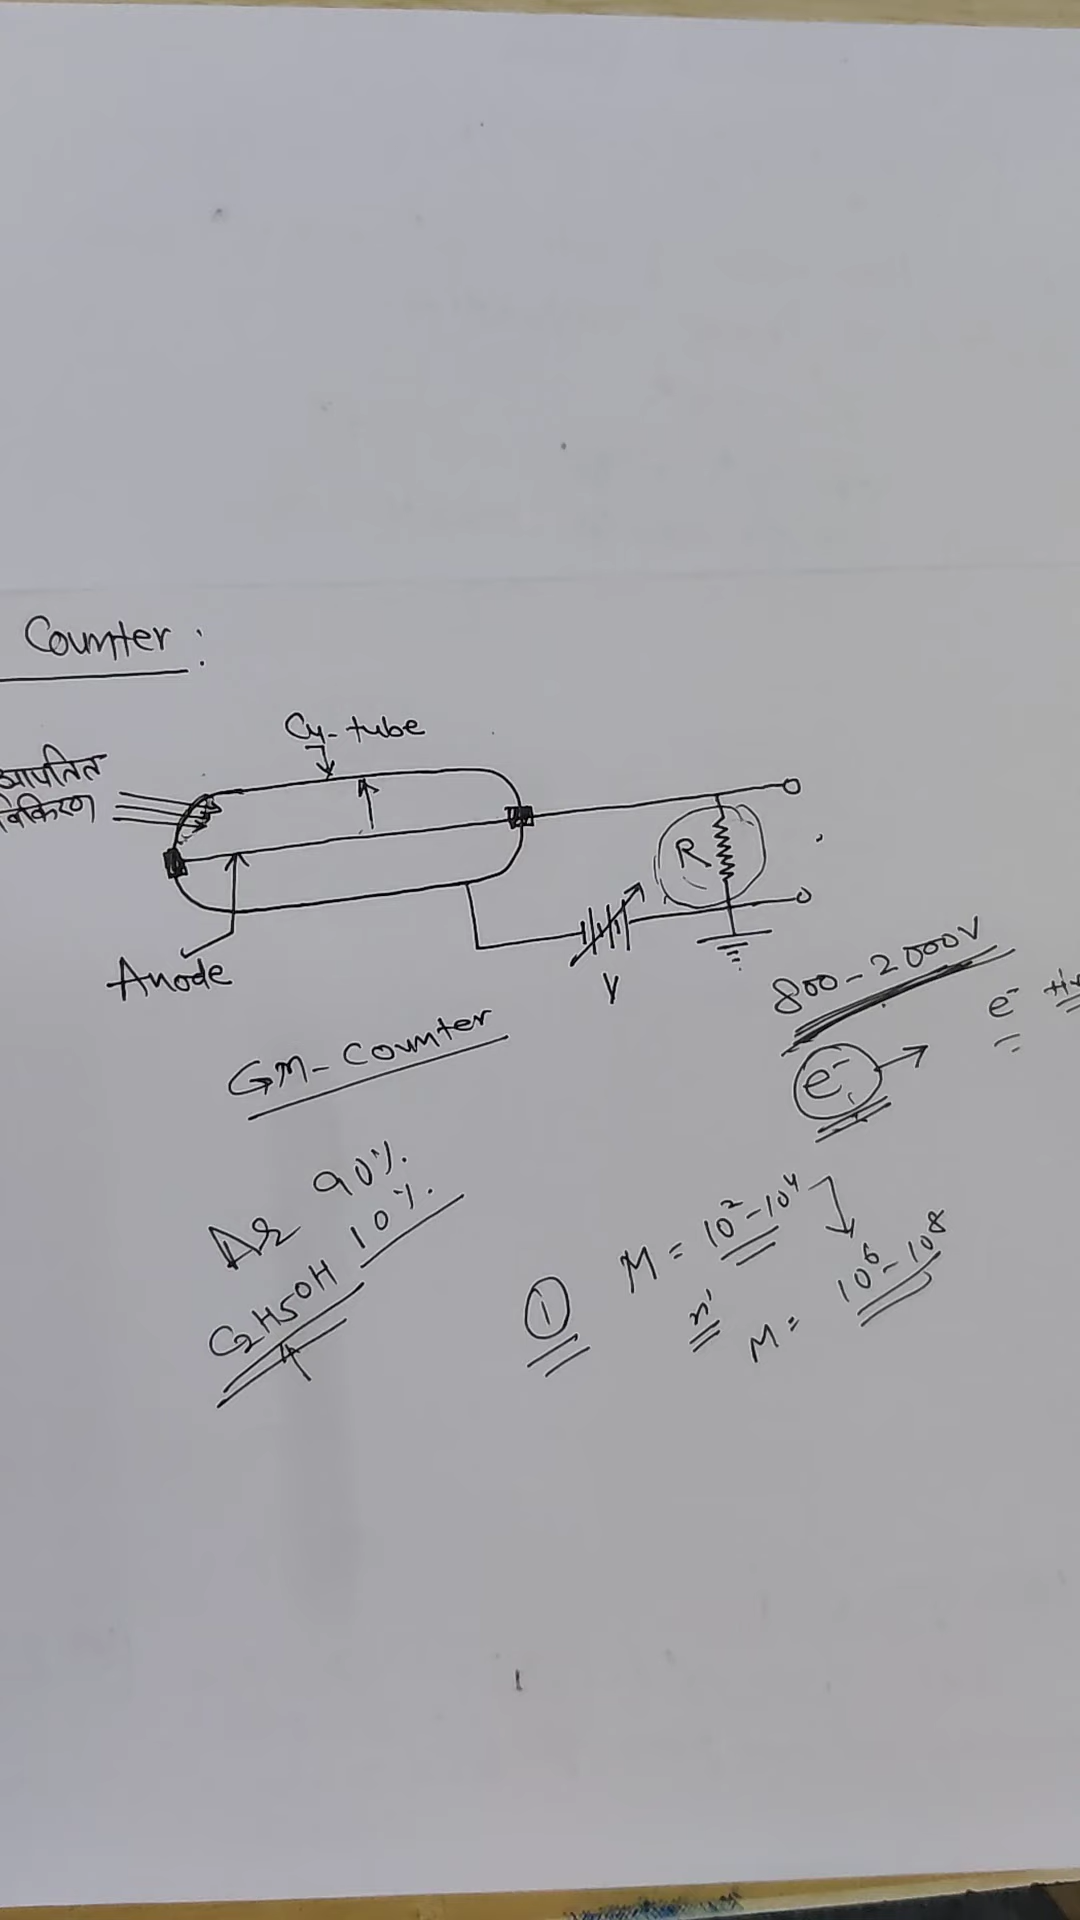 Counter :
Cy-tube
आपतित
विकिरण
R
Anode
V
800-2000V
e⁻
GM-Counter
e⁻
Ar 90%.
C2H5OH 10%.
1
M = 10² - 10⁴
n'
M = 10⁶ - 10⁸